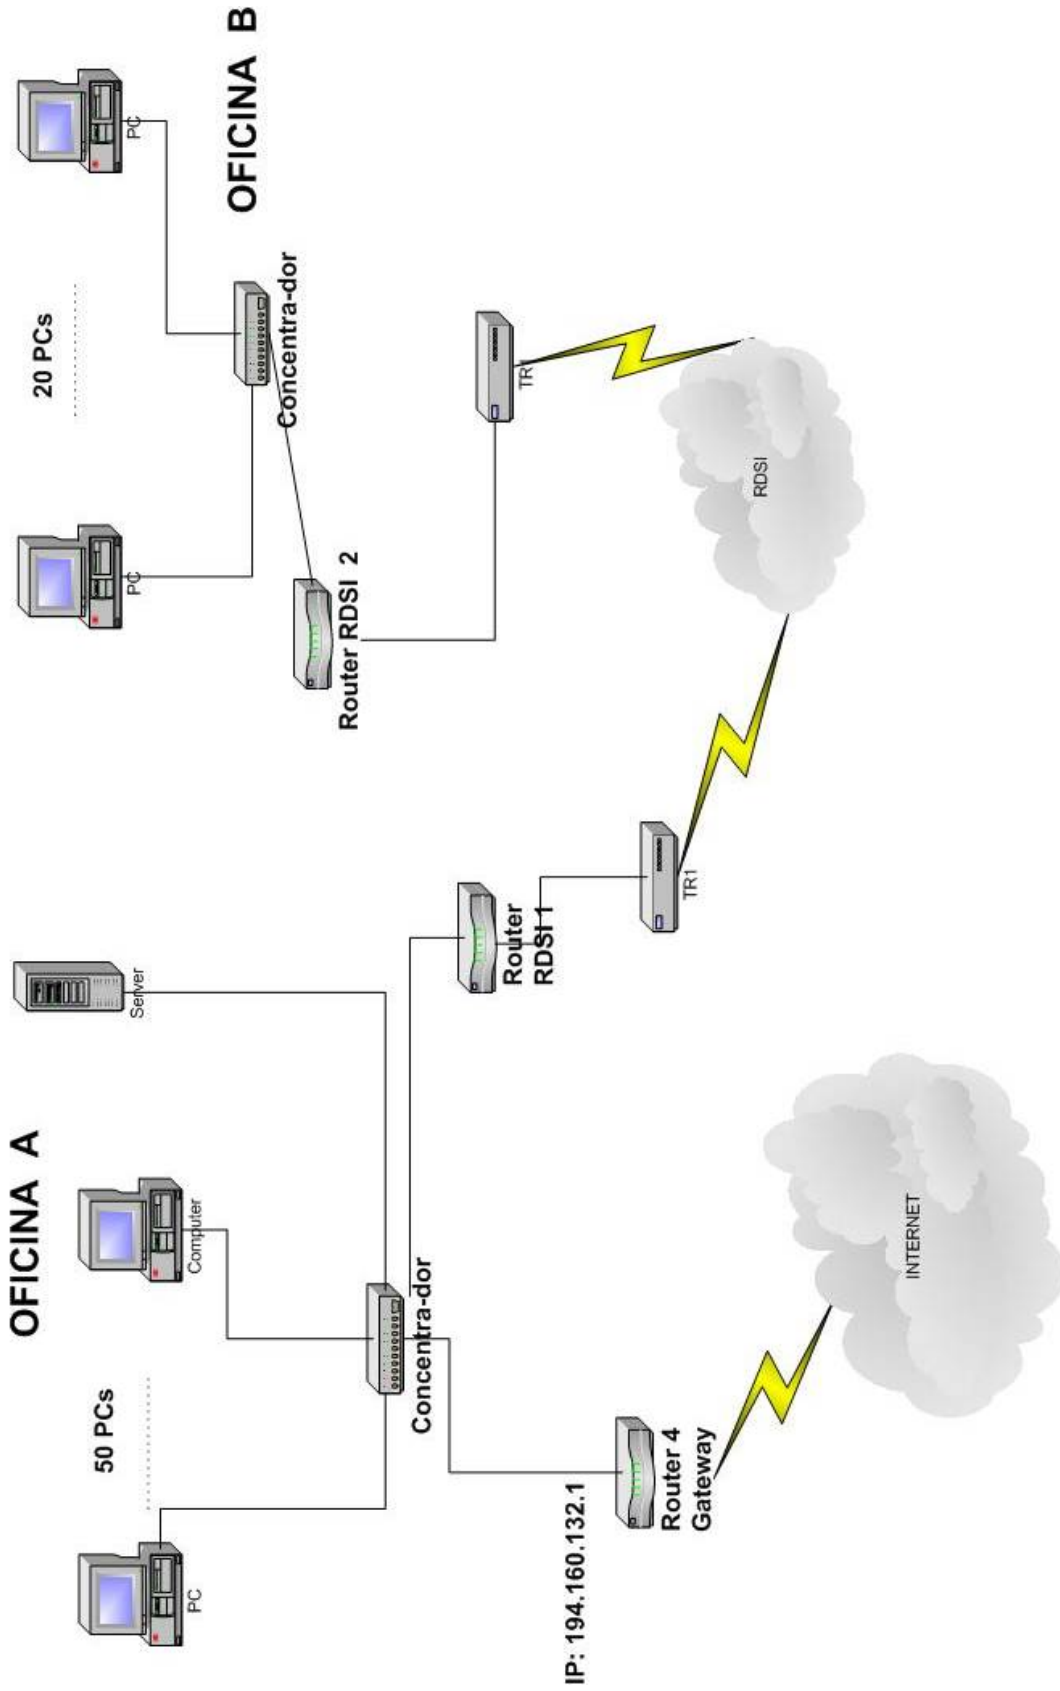 OFICINA A
OFICINA B
Server
20 PCs
50 PCs
PC
Computer
PC
PC
Concentra-dor
Concentra-dor
Router RDSI 2
Router
RDSI 1
TR1
TR
IP: 194.160.132.1
Router 4
Gateway
INTERNET
RDSI